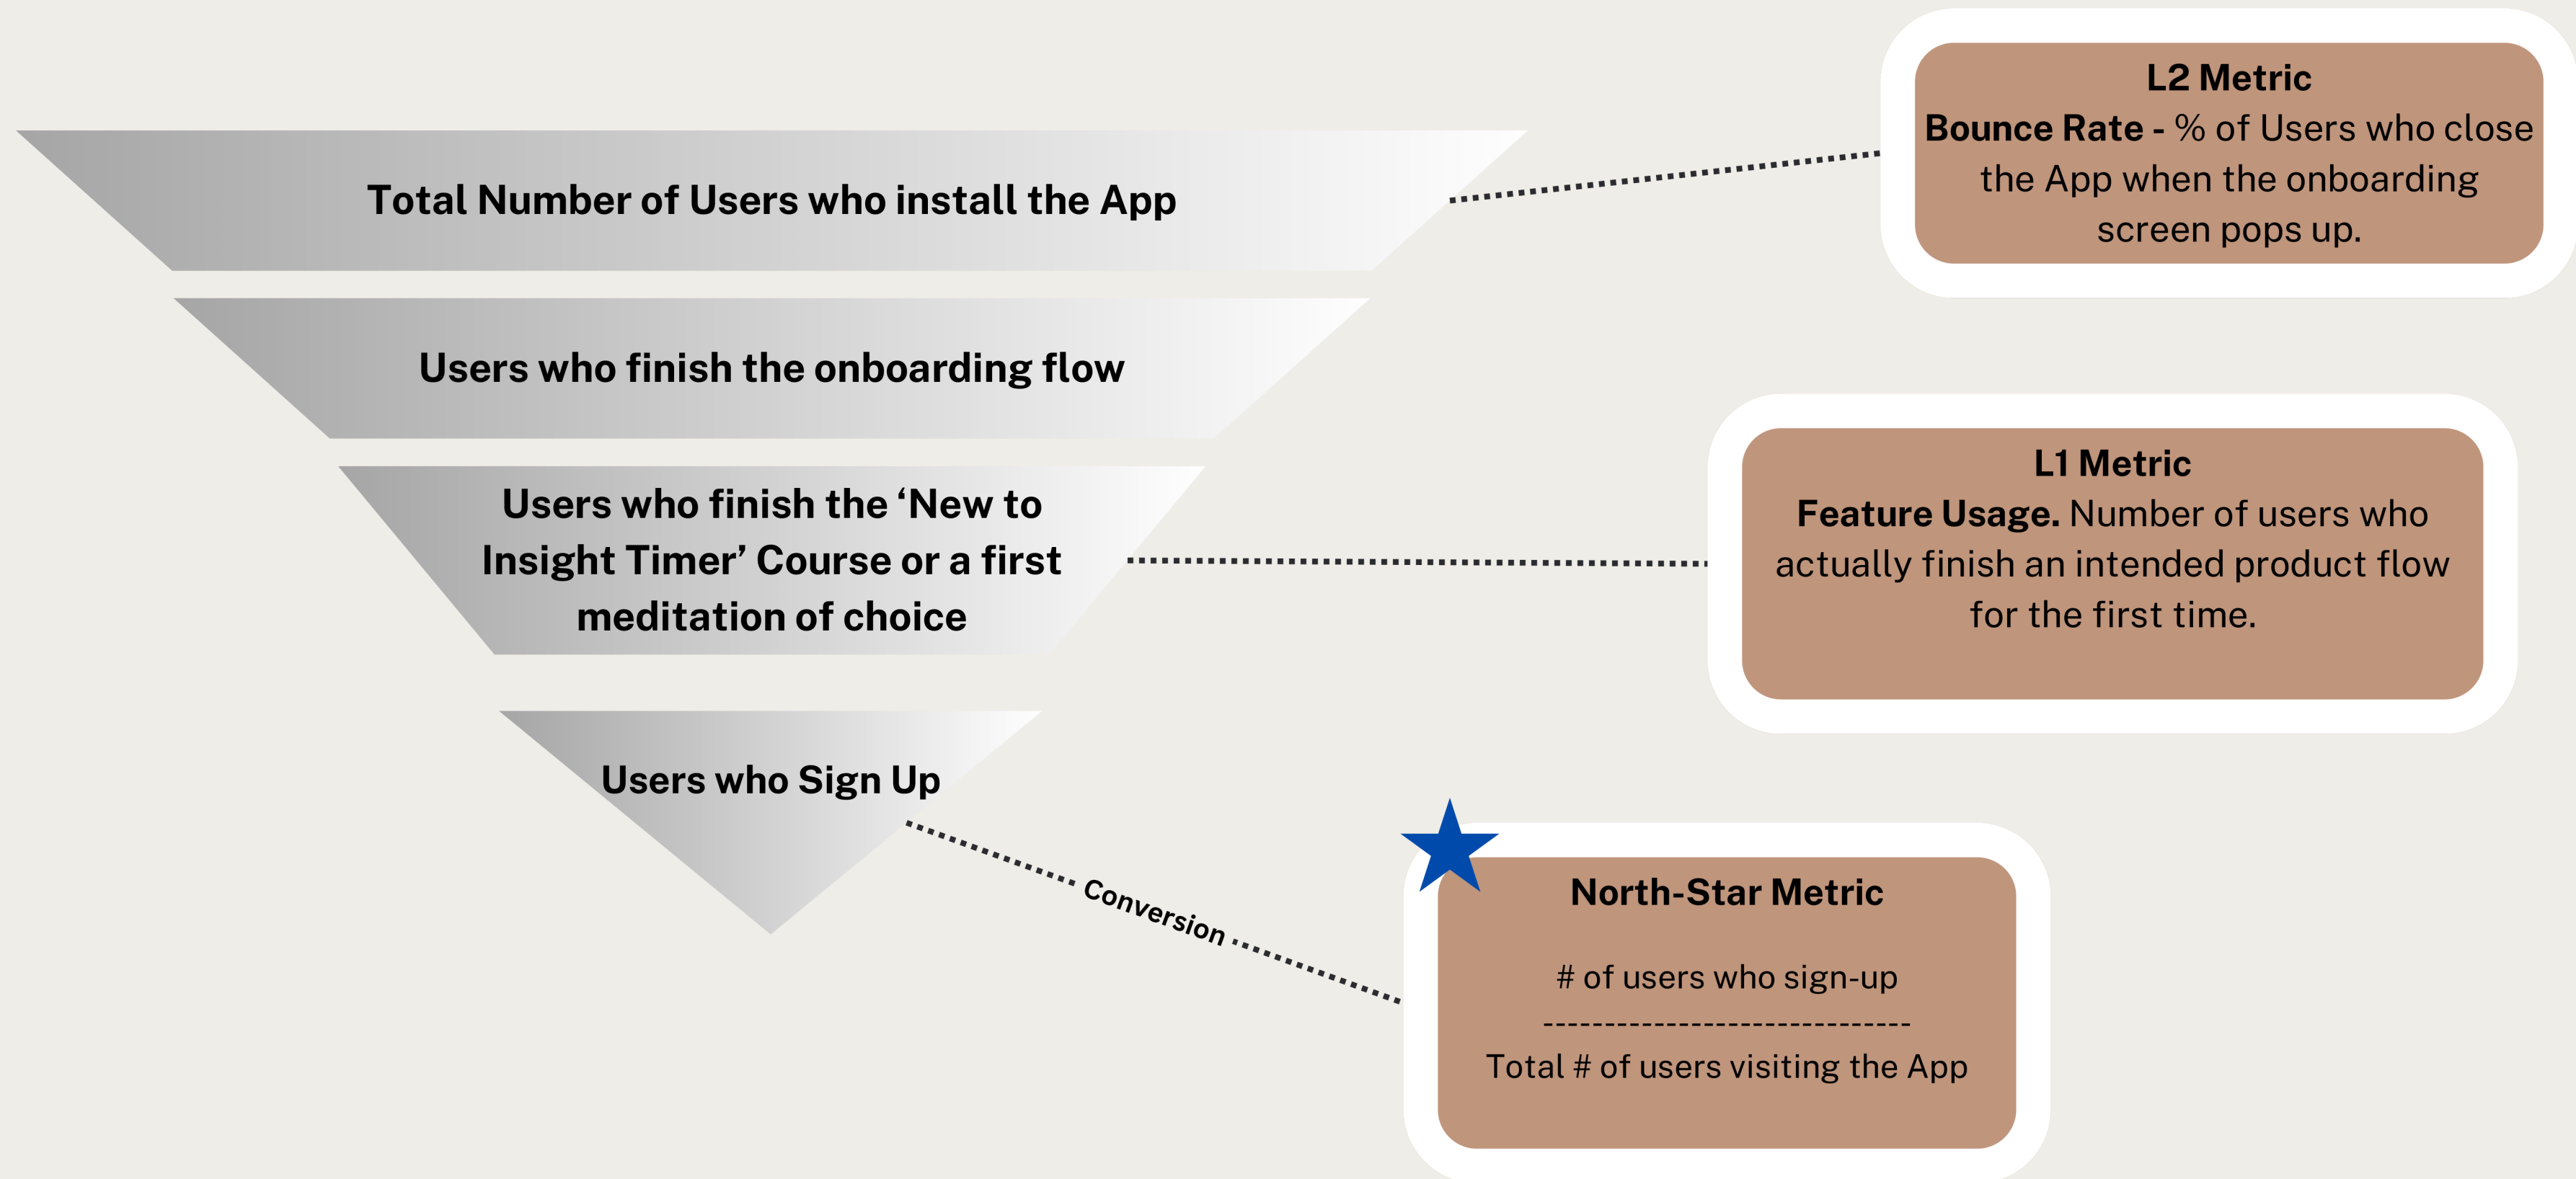 Total Number of Users who install the App
Users who finish the onboarding flow
Users who finish the ‘New to
Insight Timer’ Course or a first
meditation of choice
Users who Sign Up
L2 Metric
Bounce Rate - % of Users who close
the App when the onboarding
screen pops up.
L1 Metric
Feature Usage. Number of users who
actually finish an intended product flow
for the first time.
Conversion
North-Star Metric
# of users who sign-up
------------------------------
Total # of users visiting the App